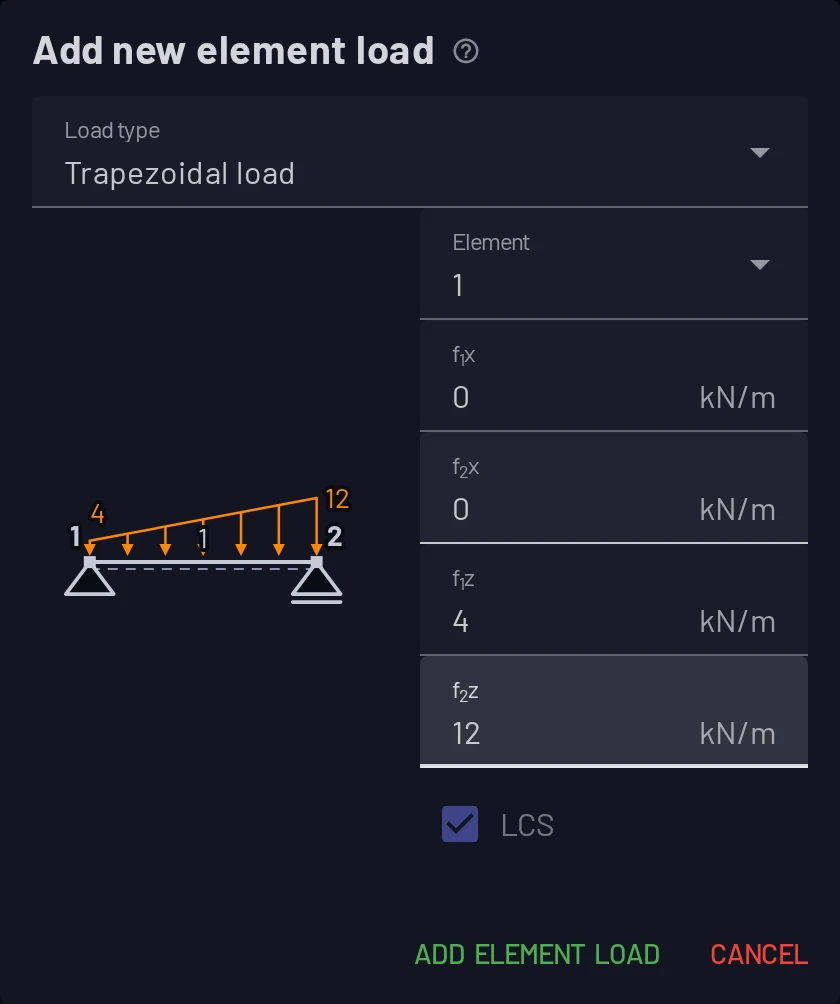 Add new element load ?
Load type
Trapezoidal load
Element
1
f₁x
0 kN/m
f₂x
0 kN/m
f₁z
4 kN/m
f₂z
12 kN/m
LCS
4
12
1
1
2
ADD ELEMENT LOAD
CANCEL